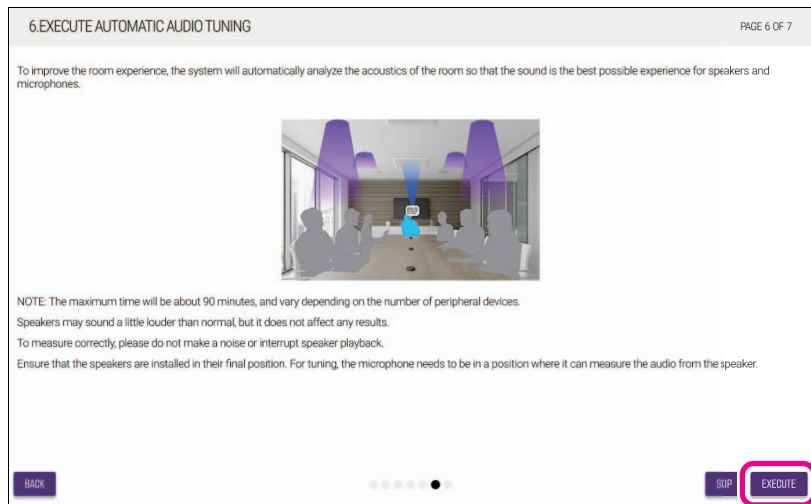 6.EXECUTE AUTOMATIC AUDIO TUNING
PAGE 6 OF 7
To improve the room experience, the system will automatically analyze the acoustics of the room so that the sound is the best possible experience for speakers and
microphones.
NOTE: The maximum time will be about 90 minutes, and vary depending on the number of peripheral devices.
Speakers may sound a little louder than normal, but it does not affect any results.
To measure correctly, please do not make a noise or interrupt speaker playback.
Ensure that the speakers are installed in their final position. For tuning, the microphone needs to be in a position where it can measure the audio from the speaker.
BACK
SKIP
EXECUTE